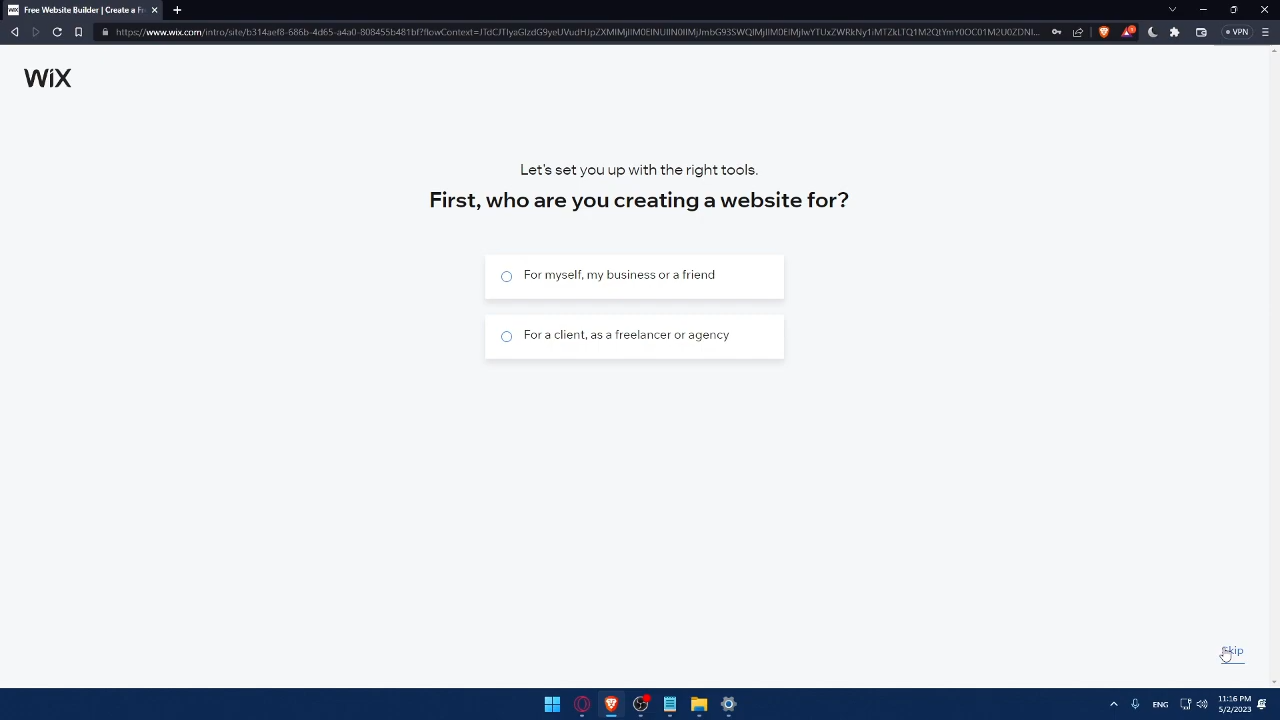 WIX Free Website Builder | Create a Fr
https://www.wix.com/intro/site/b314aef8-686b-4d65-a4a0-808455b481bf?flowContext=
VPN
WIX
Let's set you up with the right tools.
First, who are you creating a website for?
For myself, my business or a friend
For a client, as a freelancer or agency
Skip
ENG
11:16 PM
5/2/2023